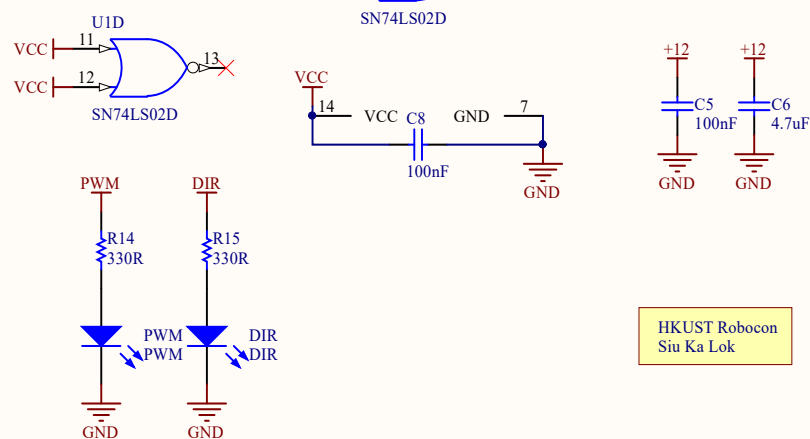 SN74LS02D
U1D
VCC 11 13
VCC 12
SN74LS02D
VCC
14 VCC GND 7
C8
100nF
GND
+12 +12
C5 C6
100nF 4.7uF
GND GND
PWM DIR
R14 R15
330R 330R
PWM DIR
PWM DIR
GND GND
HKUST Robocon
Siu Ka Lok